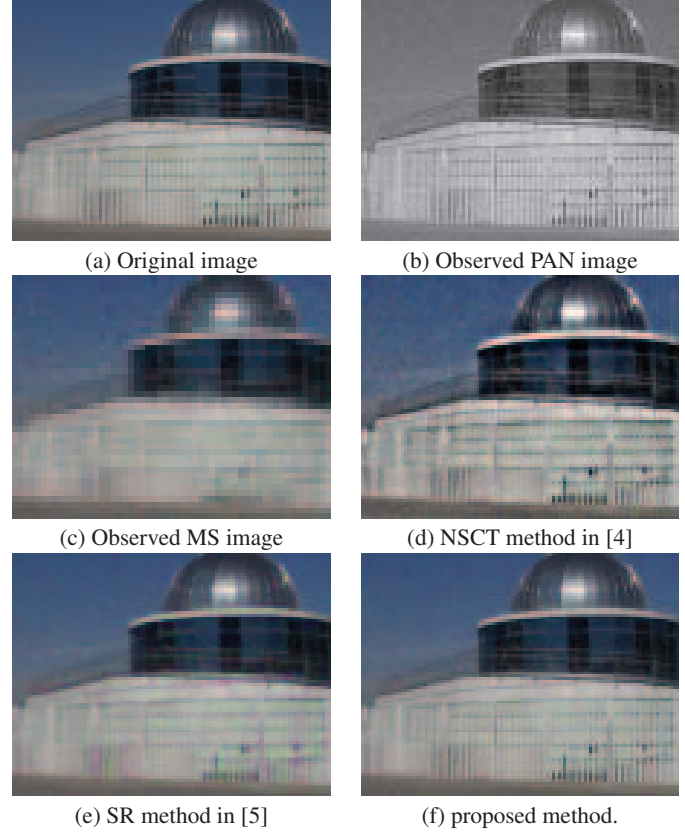 (a) Original image
(b) Observed PAN image
(c) Observed MS image
(d) NSCT method in [4]
(e) SR method in [5]
(f) proposed method.